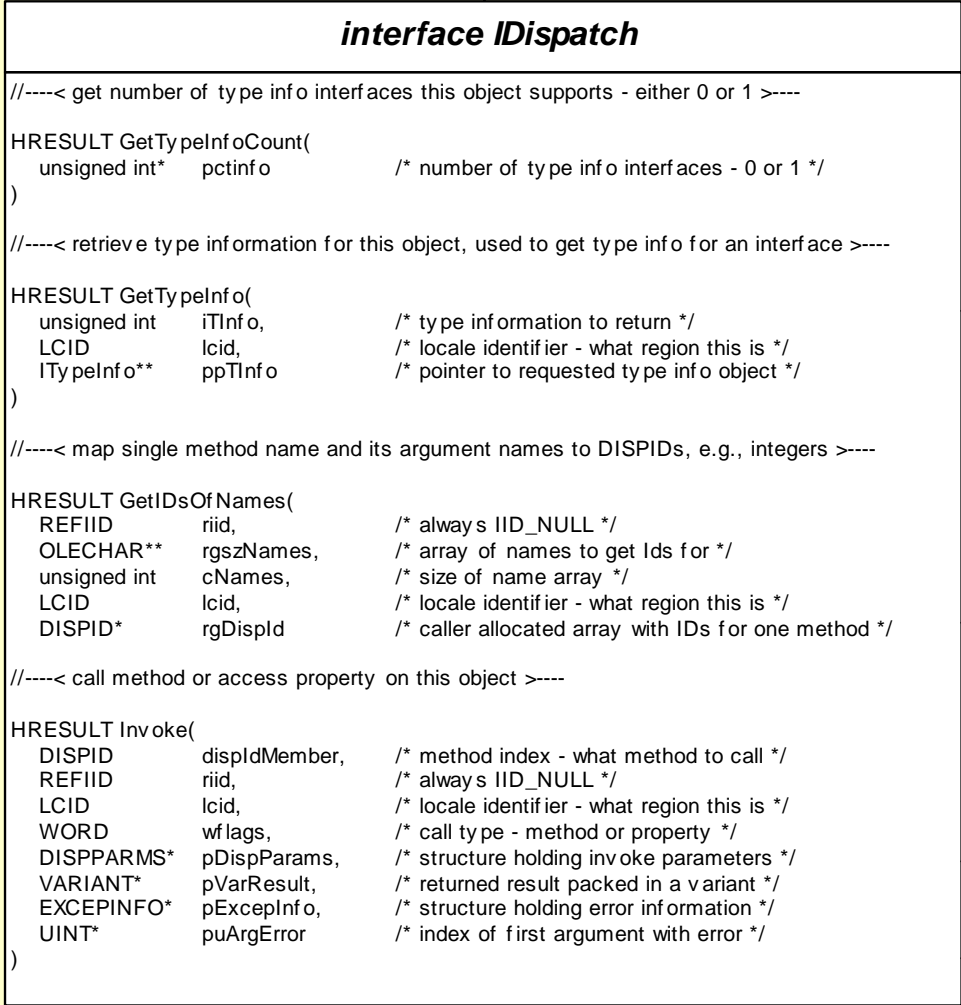 interface IDispatch
//----< get number of type info interfaces this object supports - either 0 or 1 >----
HRESULT GetTypeInfoCount(
unsigned int* pctinfo /* number of type info interfaces - 0 or 1 */
)
//----< retrieve type information for this object, used to get type info for an interface >----
HRESULT GetTypeInfo(
unsigned int iTInfo, /* type information to return */
LCID lcid, /* locale identifier - what region this is */
ITypeInfo** ppTInfo /* pointer to requested type info object */
)
//----< map single method name and its argument names to DISPIDs, e.g., integers >----
HRESULT GetIDsOfNames(
REFIID riid, /* always IID_NULL */
OLECHAR** rgszNames, /* array of names to get Ids for */
unsigned int cNames, /* size of name array */
LCID lcid, /* locale identifier - what region this is */
DISPID* rgDispId /* caller allocated array with IDs for one method */
//----< call method or access property on this object >----
HRESULT Invoke(
DISPID dispIdMember, /* method index - what method to call */
REFIID riid, /* always IID_NULL */
LCID lcid, /* locale identifier - what region this is */
WORD wflags, /* call type - method or property */
DISPPARMS* pDispParams, /* structure holding invoke parameters */
VARIANT* pVarResult, /* returned result packed in a variant */
EXCEPINFO* pExcepInfo, /* structure holding error information */
UINT* puArgError /* index of first argument with error */
)